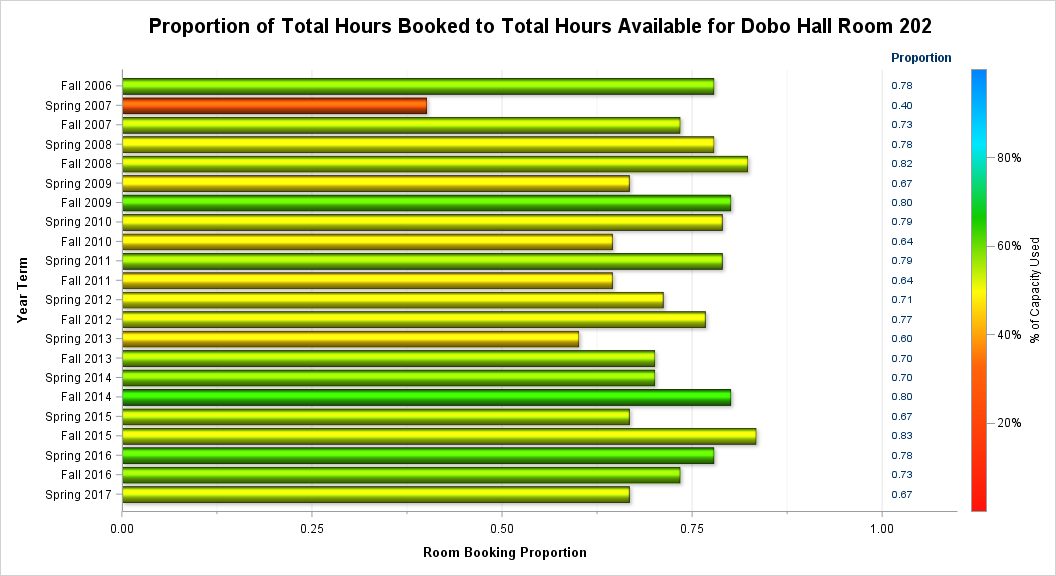 Proportion of Total Hours Booked to Total Hours Available for Dobo Hall Room 202
Proportion
Fall 2006 0.78
Spring 2007 0.40
Fall 2007 0.73
Spring 2008 0.78
Fall 2008 0.82
Spring 2009 0.67
Fall 2009 0.80
Spring 2010 0.79
Fall 2010 0.64
Spring 2011 0.79
Fall 2011 0.64
Spring 2012 0.71
Fall 2012 0.77
Spring 2013 0.60
Fall 2013 0.70
Spring 2014 0.70
Fall 2014 0.80
Spring 2015 0.67
Fall 2015 0.83
Spring 2016 0.78
Fall 2016 0.73
Spring 2017 0.67
Year Term
0.00 0.25 0.50 0.75 1.00
Room Booking Proportion
80%
60%
40%
20%
% of Capacity Used